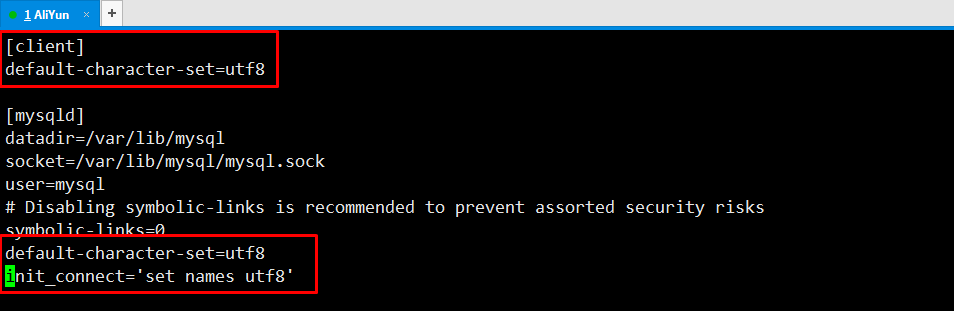 1 AliYun × +
[client]
default-character-set=utf8
[mysqld]
datadir=/var/lib/mysql
socket=/var/lib/mysql/mysql.sock
user=mysql
# Disabling symbolic-links is recommended to prevent assorted security risks
symbolic-links=0
default-character-set=utf8
init_connect='set names utf8'